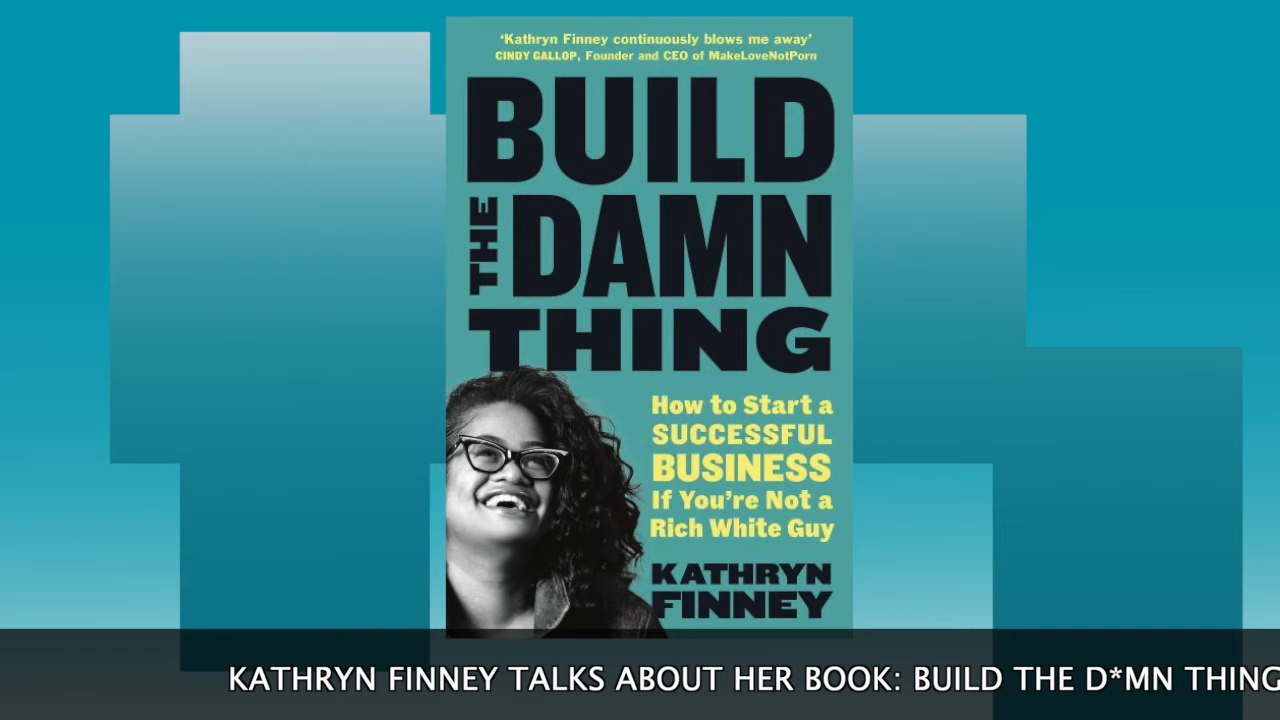 ‘Kathryn Finney continuously blows me away’
CINDY GALLOP, Founder and CEO of MakeLoveNotPorn
BUILD
THE DAMN
THING
How to Start a
SUCCESSFUL
BUSINESS
If You’re Not a
Rich White Guy
KATHRYN
FINNEY
KATHRYN FINNEY TALKS ABOUT HER BOOK: BUILD THE D*MN THING